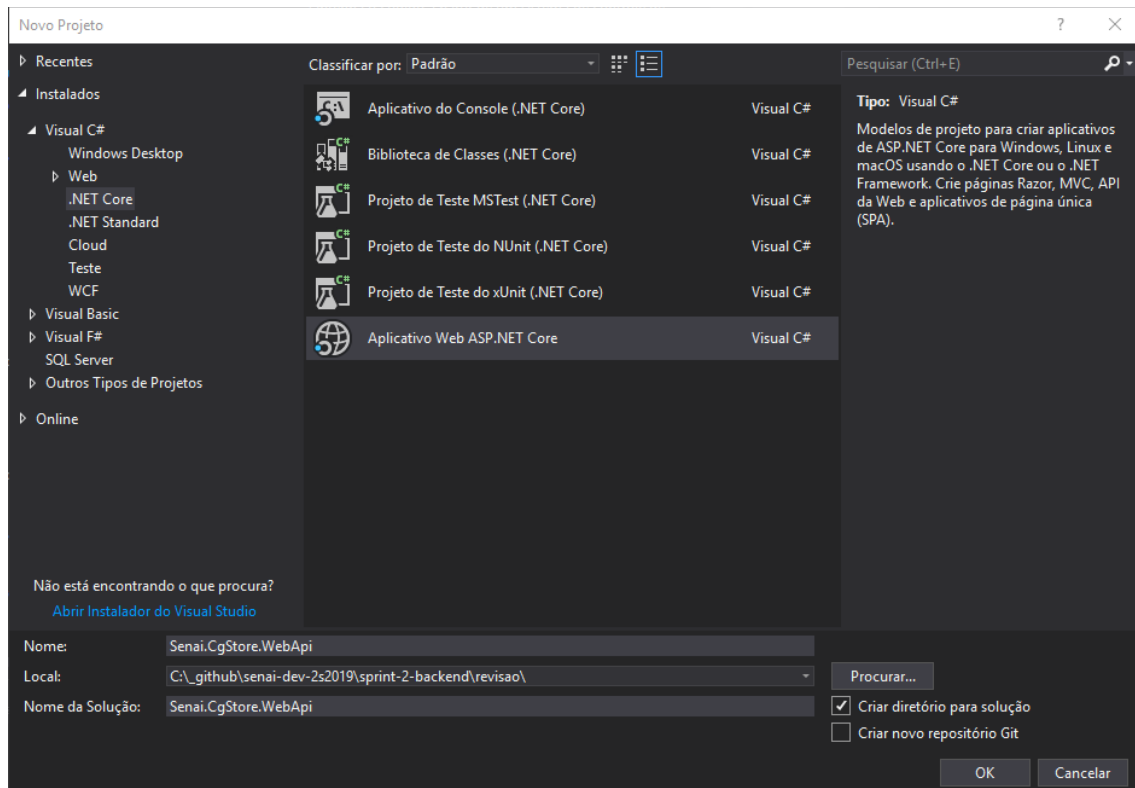 Novo Projeto
?
Recentes
Instalados
Visual C#
Windows Desktop
Web
.NET Core
.NET Standard
Cloud
Teste
WCF
Visual Basic
Visual F#
SQL Server
Outros Tipos de Projetos
Online
Não está encontrando o que procura?
Abrir Instalador do Visual Studio
Classificar por: Padrão
Aplicativo do Console (.NET Core) Visual C#
Biblioteca de Classes (.NET Core) Visual C#
Projeto de Teste MSTest (.NET Core) Visual C#
Projeto de Teste do NUnit (.NET Core) Visual C#
Projeto de Teste do xUnit (.NET Core) Visual C#
Aplicativo Web ASP.NET Core Visual C#
Pesquisar (Ctrl+E)
Tipo: Visual C#
Modelos de projeto para criar aplicativos
de ASP.NET Core para Windows, Linux e
macOS usando o .NET Core ou o .NET
Framework. Crie páginas Razor, MVC, API
da Web e aplicativos de página única
(SPA).
Nome: Senai.CgStore.WebApi
Local: C:\_github\senai-dev-2s2019\sprint-2-backend\revisao\
Procurar...
Nome da Solução: Senai.CgStore.WebApi
Criar diretório para solução
Criar novo repositório Git
OK
Cancelar